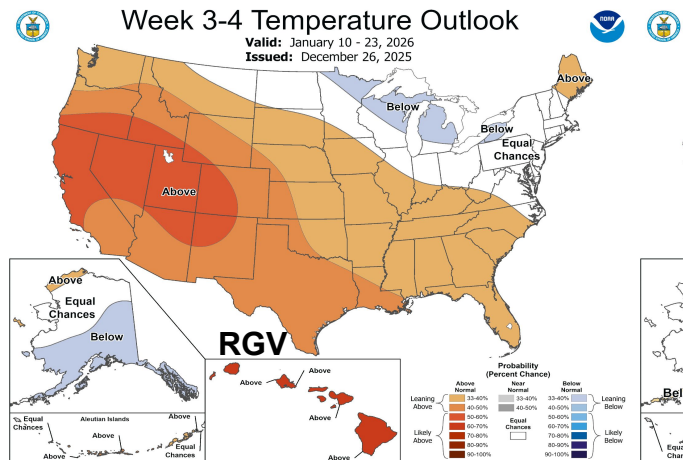 Week 3-4 Temperature Outlook
Valid: January 10 - 23, 2026
Issued: December 26, 2025
NOAA
Above
Below
Below
Equal
Chances
Above
Above
Equal
Chances
Below
RGV
Above
Above
Above
Above
Equal
Chances
Aleutian Islands
Above
Above
Above
Equal
Chances
Probability
(Percent Chance)
Above
Normal
Near
Normal
Below
Normal
Leaning
Above
33-40%
40-50%
33-40%
40-50%
33-40%
40-50%
Leaning
Below
Likely
Above
50-60%
60-70%
70-80%
80-90%
90-100%
Equal
Chances
50-60%
60-70%
70-80%
80-90%
90-100%
Likely
Below
Bel
Equa
Chan